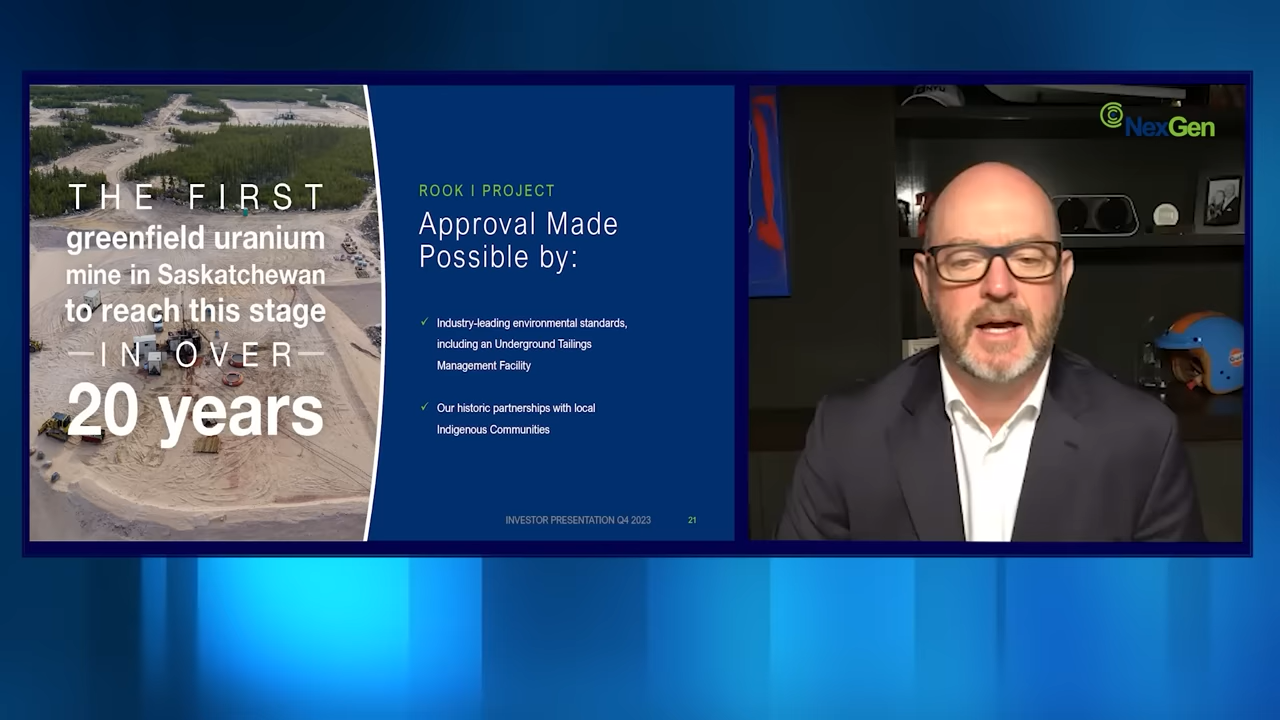 THE FIRST
greenfield uranium
mine in Saskatchewan
to reach this stage
IN OVER
20 years
ROOK I PROJECT
Approval Made
Possible by:
✓ Industry-leading environmental standards,
including an Underground Tailings
Management Facility
✓ Our historic partnerships with local
Indigenous Communities
INVESTOR PRESENTATION Q4 2023 21
NexGen